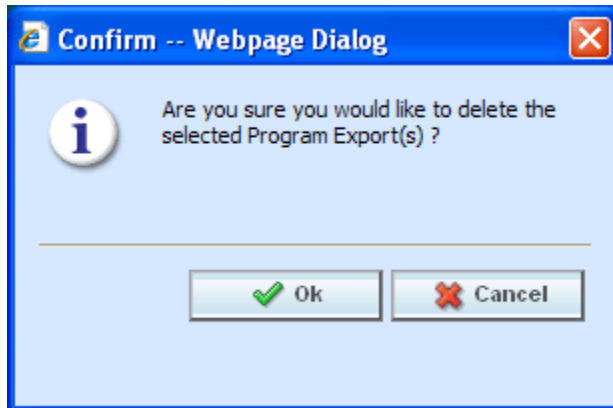 Confirm -- Webpage Dialog
Are you sure you would like to delete the
selected Program Export(s) ?
Ok
Cancel